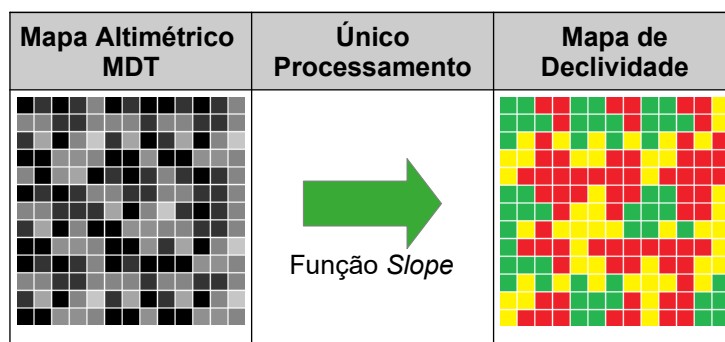 Mapa Altimétrico
MDT
Único
Processamento
Mapa de
Declividade
Função Slope